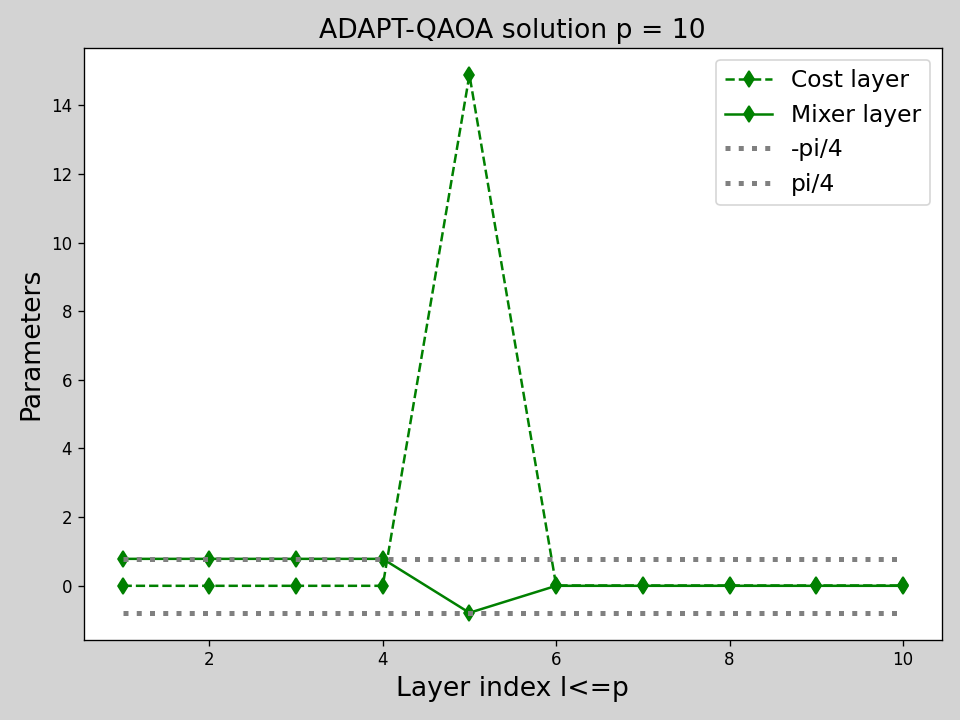 ADAPT-QAOA solution p = 10
Cost layer
Mixer layer
-pi/4
pi/4
Parameters
14
12
10
8
6
4
2
0
2
4
6
8
10
Layer index l<=p